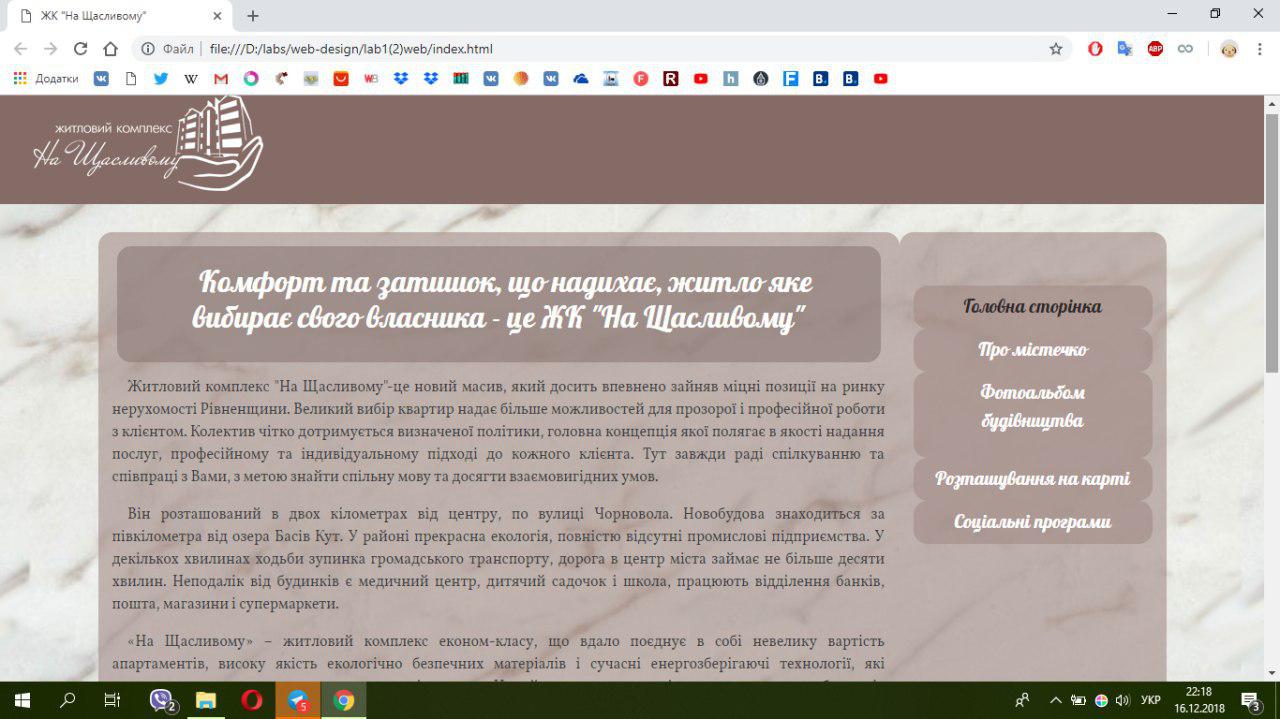 ЖК "На Щасливому"
Файл file:///D:/labs/web-design/lab1(2)web/index.html
Додатки
житловий комплекс
На Щасливому
Комфорт та затишок, що надихає, житло яке
вибирає свого власника - це ЖК "На Щасливому"
Житловий комплекс "На Щасливому"-це новий масив, який досить впевнено зайняв міцні позиції на ринку
нерухомості Рівненщини. Великий вибір квартир надає більше можливостей для прозорої і професійної роботи
з клієнтом. Колектив чітко дотримується визначеної політики, головна концепція якої полягає в якості надання
послуг, професійному та індивідуальному підході до кожного клієнта. Тут завжди раді спілкуванню та
співпраці з Вами, з метою знайти спільну мову та досягти взаємовигідних умов.
Він розташований в двох кілометрах від центру, по вулиці Чорновола. Новобудова знаходиться за
півкілометра від озера Басів Кут. У районі прекрасна екологія, повністю відсутні промислові підприємства. У
декількох хвилинах ходьби зупинка громадського транспорту, дорога в центр міста займає не більше десяти
хвилин. Неподалік від будинків є медичний центр, дитячий садочок і школа, працюють відділення банків,
пошта, магазини і супермаркети.
«На Щасливому» – житловий комплекс економ-класу, що вдало поєднує в собі невелику вартість
апартаментів, високу якість екологічно безпечних матеріалів і сучасні енергозберігаючі технології, які
Головна сторінка
Про містечко
Фотоальбом
будівництва
Розташування на карті
Соціальні програми
УКР
22:18
16.12.2018